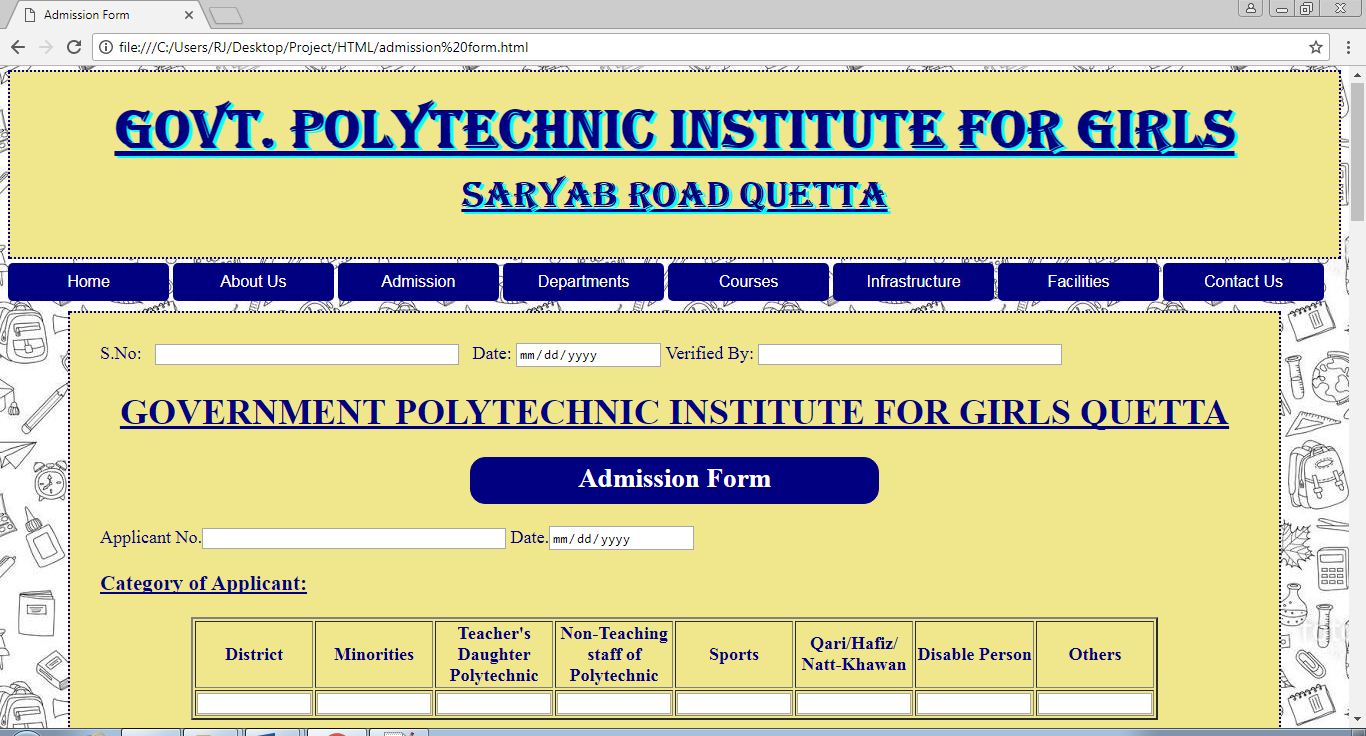 Admission Form
file:///C:/Users/RJ/Desktop/Project/HTML/admission%20form.html
GOVT. POLYTECHNIC INSTITUTE FOR GIRLS
SARYAB ROAD QUETTA
Home About Us Admission Departments Courses Infrastructure Facilities Contact Us
S.No: Date: mm/dd/yyyy Verified By:
GOVERNMENT POLYTECHNIC INSTITUTE FOR GIRLS QUETTA
Admission Form
Applicant No. Date. mm/dd/yyyy
Category of Applicant:
District
Minorities
Teacher's
Daughter
Polytechnic
Non-Teaching
staff of
Polytechnic
Sports
Qari/Hafiz/
Natt-Khawan
Disable Person
Others